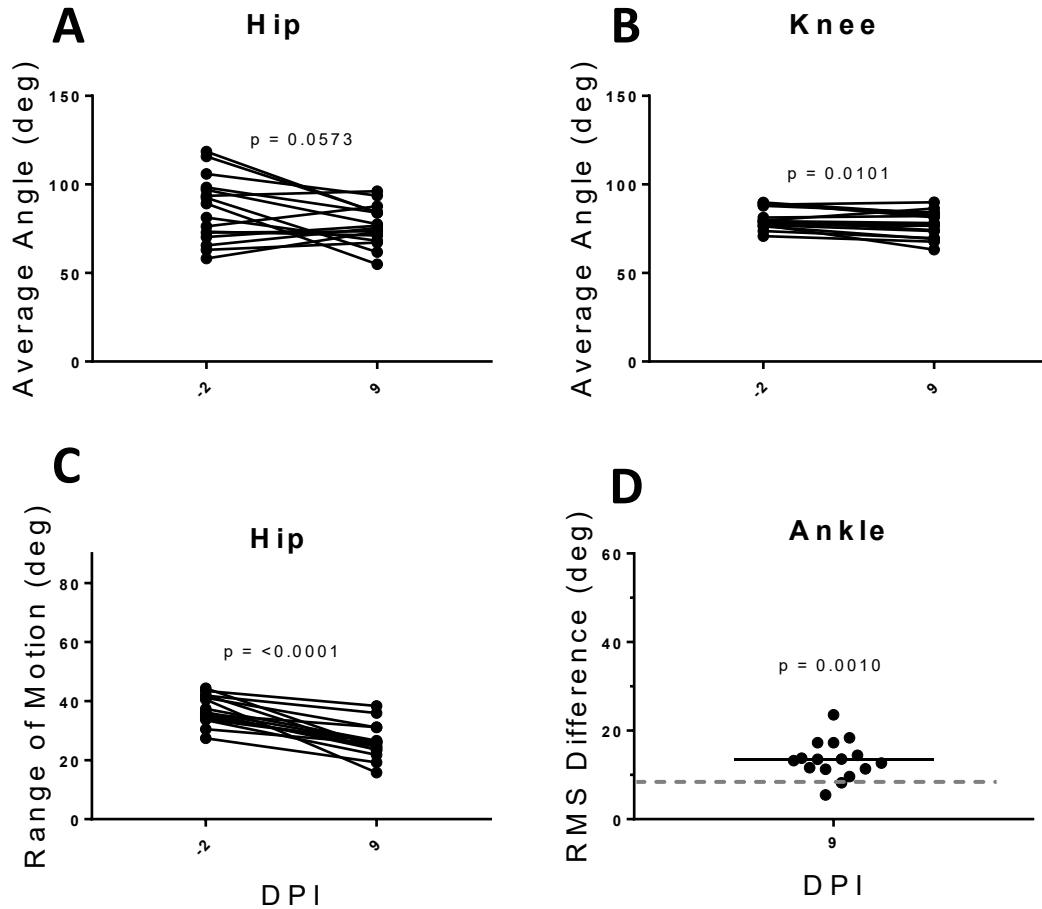 A
Hip
Average Angle (deg)
150
100
50
0
p = 0.0573
-2
9
B
Knee
Average Angle (deg)
150
100
50
0
p = 0.0101
-2
9
C
Hip
Range of Motion (deg)
80
60
40
20
0
p = <0.0001
-2
9
DPI
D
Ankle
RMS Difference (deg)
60
40
20
0
p = 0.0010
9
DPI